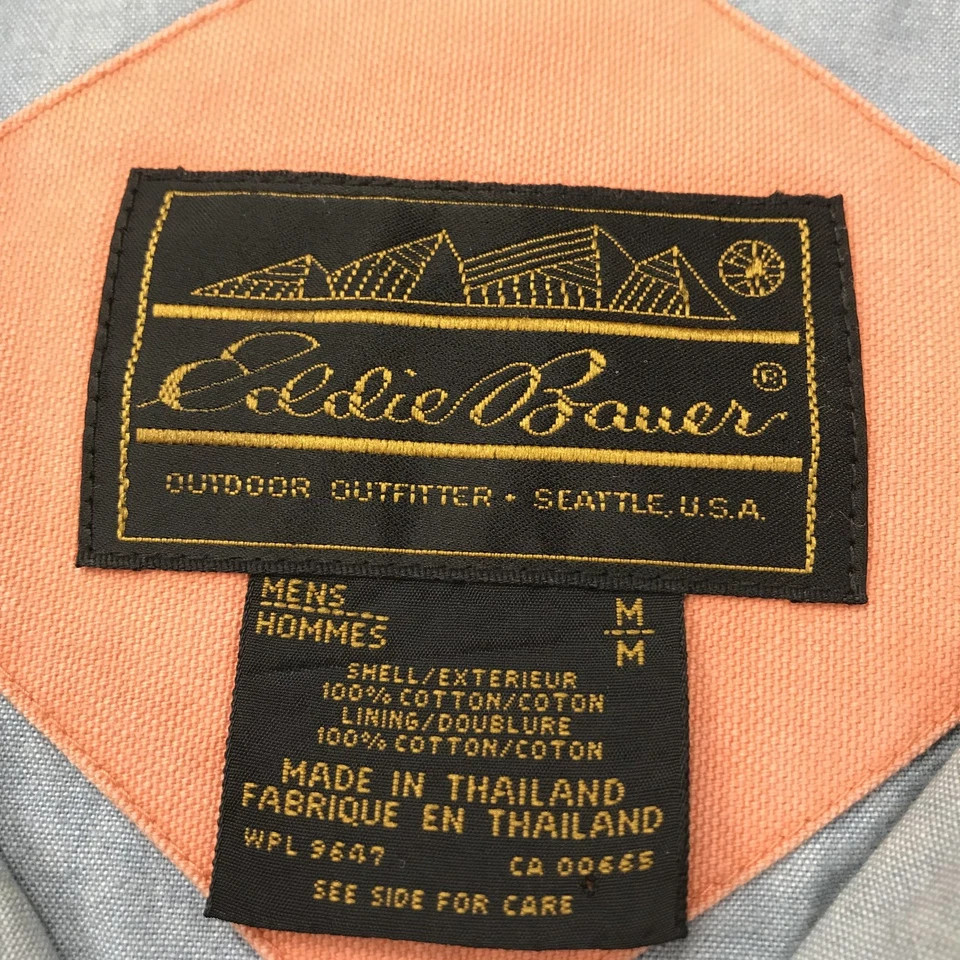 Eddie Bauer ®
OUTDOOR OUTFITTER • SEATTLE, U.S.A.
MENS M
HOMMES M
SHELL/EXTERIEUR
100% COTTON/COTON
LINING/DOUBLURE
100% COTTON/COTON
MADE IN THAILAND
FABRIQUE EN THAILAND
WPL 9647 CA 00665
SEE SIDE FOR CARE